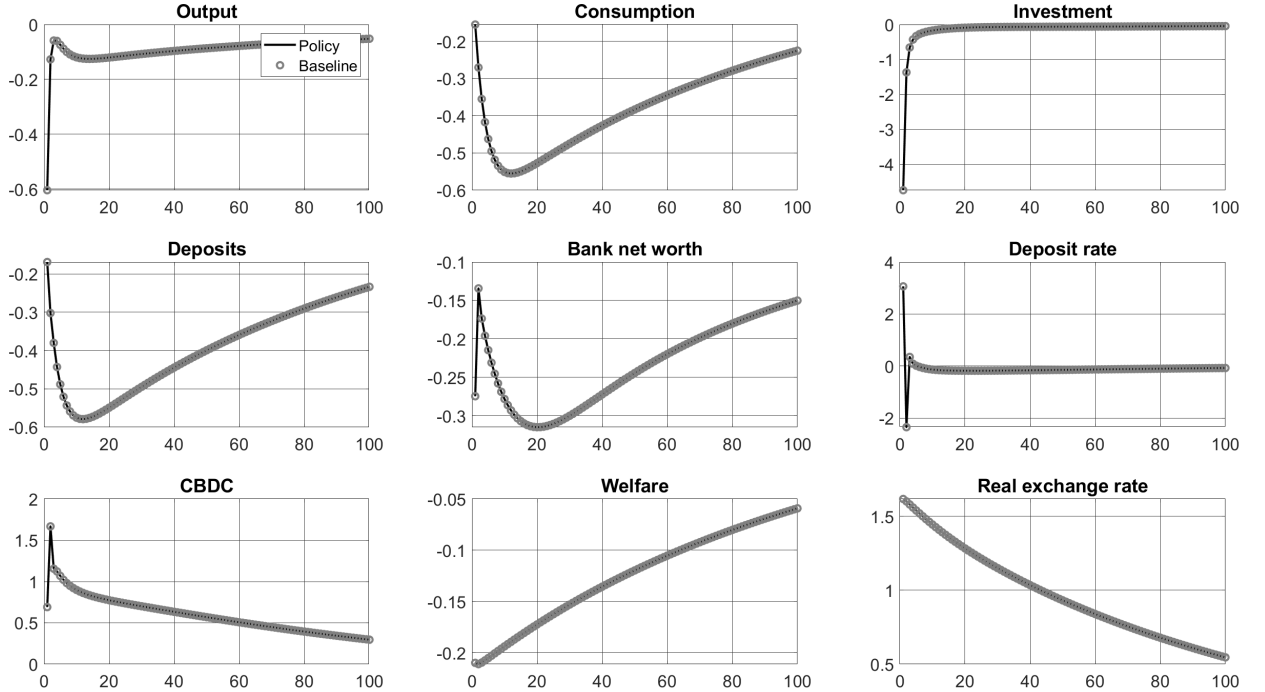 Output
0
-0.2
-0.4
-0.6
0 20 40 60 80 100
Policy
Baseline
Consumption
-0.2
-0.3
-0.4
-0.5
-0.6
0 20 40 60 80 100
Investment
0
-1
-2
-3
-4
0 20 40 60 80 100
Deposits
-0.2
-0.3
-0.4
-0.5
-0.6
0 20 40 60 80 100
Bank net worth
-0.1
-0.15
-0.2
-0.25
-0.3
0 20 40 60 80 100
Deposit rate
4
2
0
-2
0 20 40 60 80 100
CBDC
2
1.5
1
0.5
0
0 20 40 60 80 100
Welfare
-0.05
-0.1
-0.15
-0.2
0 20 40 60 80 100
Real exchange rate
1.5
1
0.5
0 20 40 60 80 100